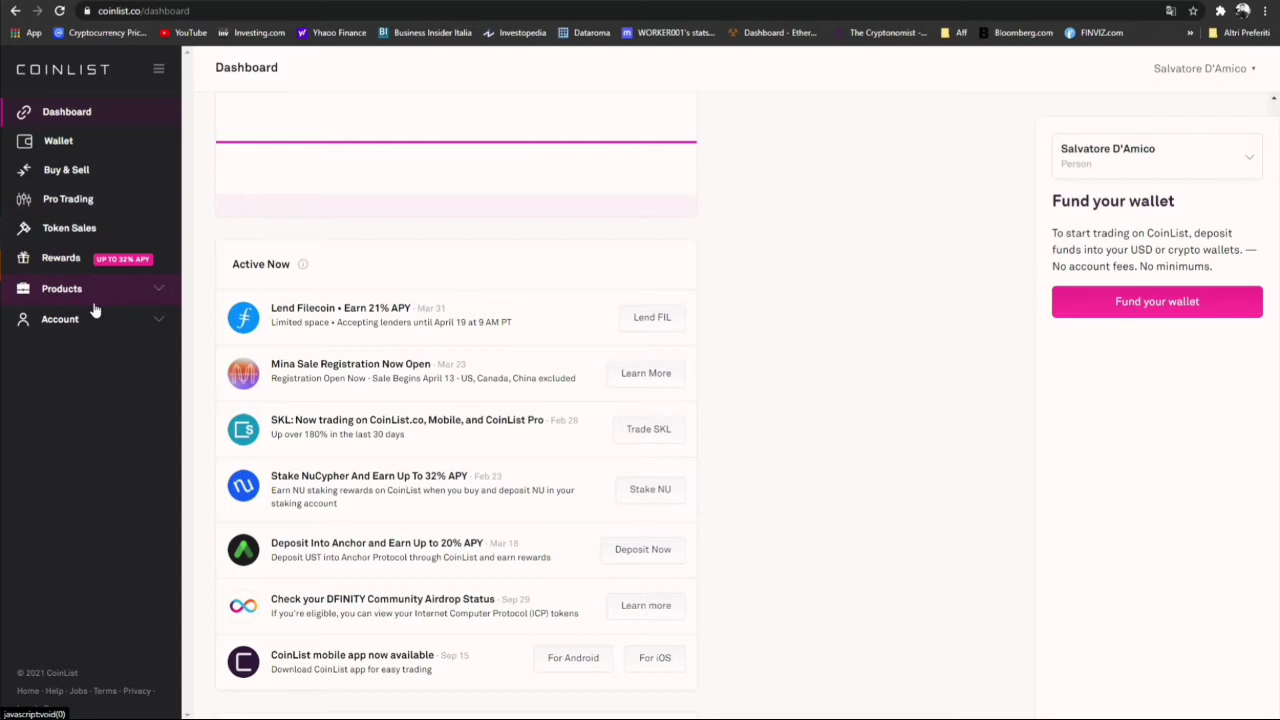 coinlist.co/dashboard
App
Cryptocurrency Pric...
YouTube
Investing.com
Yhaoo Finance
Business Insider Italia
Investopedia
Dataroma
WORKER001's stats...
Dashboard - Ether...
The Cryptonomist -...
Aff
Bloomberg.com
FINVIZ.com
»
Altri Preferiti
COINLIST
Dashboard
Salvatore D'Amico
Dashboard
Wallet
Buy & Sell
Pro Trading
Token Sales
Rewards UP TO 32% APY
Products
Account
© 2021 CoinList
Home · Help · Jobs · Terms · Privacy ·
javascript:void(0)
Active Now
Lend Filecoin • Earn 21% APY · Mar 31
Limited space • Accepting lenders until April 19 at 9 AM PT
Lend FIL
Mina Sale Registration Now Open · Mar 23
Registration Open Now · Sale Begins April 13 · US, Canada, China excluded
Learn More
SKL: Now trading on CoinList.co, Mobile, and CoinList Pro · Feb 28
Up over 180% in the last 30 days
Trade SKL
Stake NuCypher And Earn Up To 32% APY · Feb 23
Earn NU staking rewards on CoinList when you buy and deposit NU in your
staking account
Stake NU
Deposit Into Anchor and Earn Up to 20% APY · Mar 18
Deposit UST into Anchor Protocol through CoinList and earn rewards
Deposit Now
Check your DFINITY Community Airdrop Status · Sep 29
If you're eligible, you can view your Internet Computer Protocol (ICP) tokens
Learn more
CoinList mobile app now available · Sep 15
Download CoinList app for easy trading
For Android
For iOS
Salvatore D'Amico
Person
Fund your wallet
To start trading on CoinList, deposit
funds into your USD or crypto wallets. —
No account fees. No minimums.
Fund your wallet